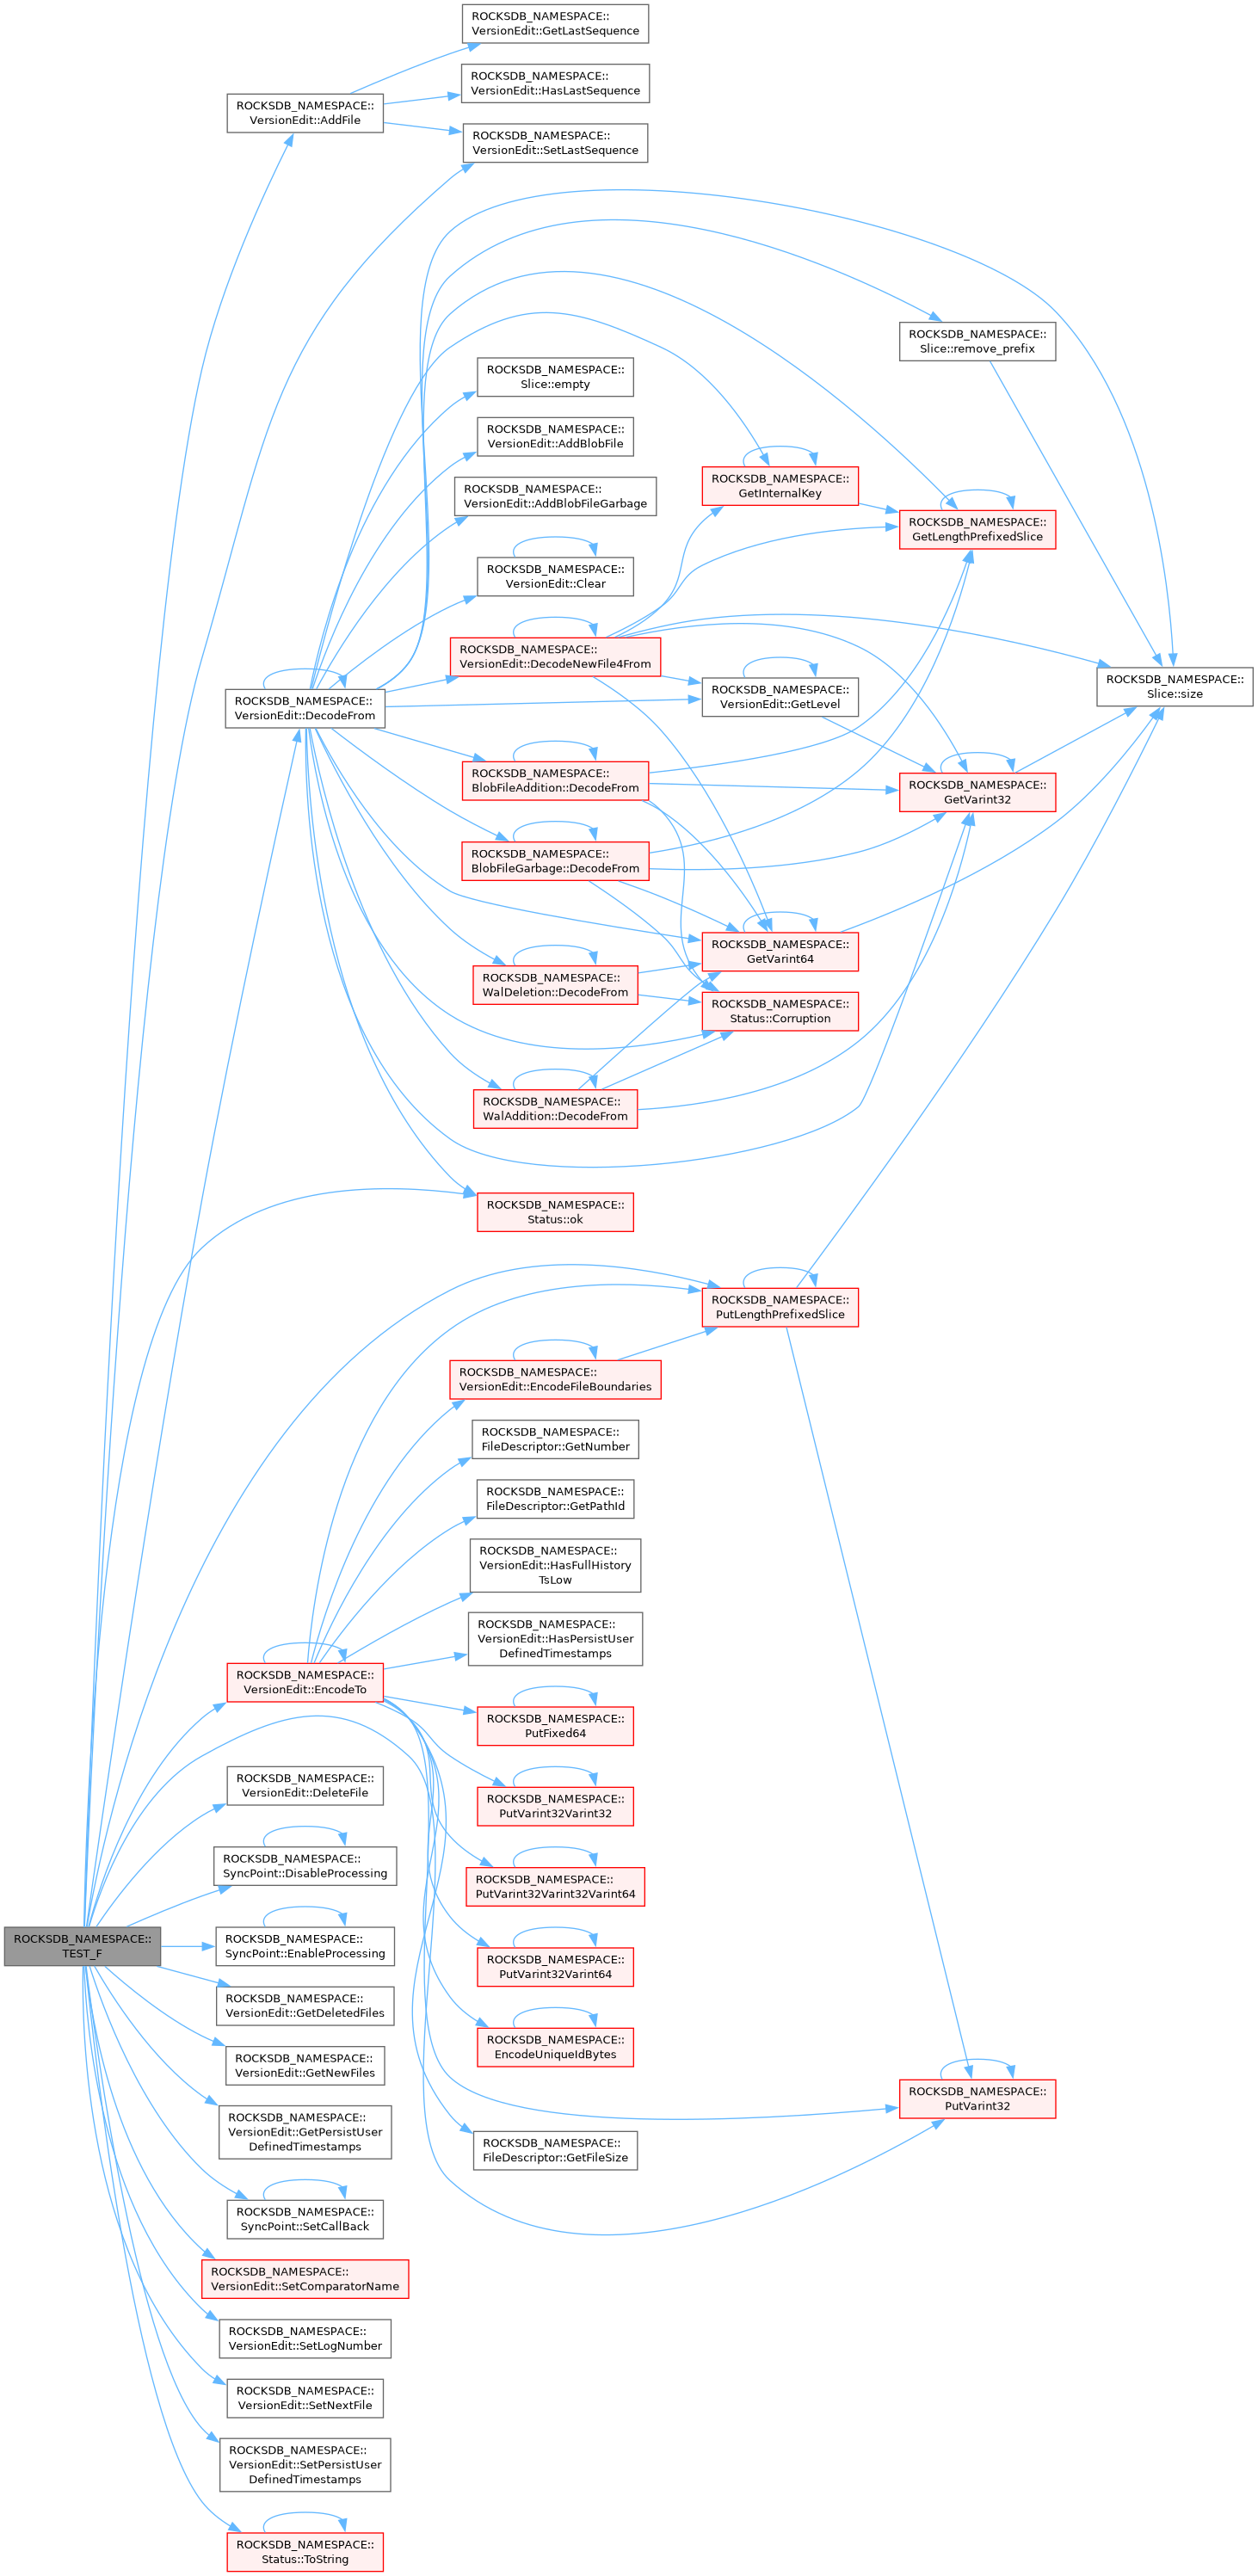 ROCKSDB_NAMESPACE::
VersionEdit::GetLastSequence
ROCKSDB_NAMESPACE::
VersionEdit::HasLastSequence
ROCKSDB_NAMESPACE::
VersionEdit::AddFile
ROCKSDB_NAMESPACE::
VersionEdit::SetLastSequence
ROCKSDB_NAMESPACE::
Slice::remove_prefix
ROCKSDB_NAMESPACE::
Slice::empty
ROCKSDB_NAMESPACE::
VersionEdit::AddBlobFile
ROCKSDB_NAMESPACE::
GetInternalKey
ROCKSDB_NAMESPACE::
VersionEdit::AddBlobFileGarbage
ROCKSDB_NAMESPACE::
GetLengthPrefixedSlice
ROCKSDB_NAMESPACE::
VersionEdit::Clear
ROCKSDB_NAMESPACE::
VersionEdit::DecodeNewFile4From
ROCKSDB_NAMESPACE::
Slice::size
ROCKSDB_NAMESPACE::
VersionEdit::GetLevel
ROCKSDB_NAMESPACE::
VersionEdit::DecodeFrom
ROCKSDB_NAMESPACE::
BlobFileAddition::DecodeFrom
ROCKSDB_NAMESPACE::
GetVarint32
ROCKSDB_NAMESPACE::
BlobFileGarbage::DecodeFrom
ROCKSDB_NAMESPACE::
GetVarint64
ROCKSDB_NAMESPACE::
WalDeletion::DecodeFrom
ROCKSDB_NAMESPACE::
Status::Corruption
ROCKSDB_NAMESPACE::
WalAddition::DecodeFrom
ROCKSDB_NAMESPACE::
Status::ok
ROCKSDB_NAMESPACE::
PutLengthPrefixedSlice
ROCKSDB_NAMESPACE::
VersionEdit::EncodeFileBoundaries
ROCKSDB_NAMESPACE::
FileDescriptor::GetNumber
ROCKSDB_NAMESPACE::
FileDescriptor::GetPathId
ROCKSDB_NAMESPACE::
VersionEdit::HasFullHistory
TsLow
ROCKSDB_NAMESPACE::
VersionEdit::HasPersistUser
DefinedTimestamps
ROCKSDB_NAMESPACE::
VersionEdit::EncodeTo
ROCKSDB_NAMESPACE::
PutFixed64
ROCKSDB_NAMESPACE::
VersionEdit::DeleteFile
ROCKSDB_NAMESPACE::
PutVarint32Varint32
ROCKSDB_NAMESPACE::
SyncPoint::DisableProcessing
ROCKSDB_NAMESPACE::
PutVarint32Varint32Varint64
ROCKSDB_NAMESPACE::
TEST_F
ROCKSDB_NAMESPACE::
SyncPoint::EnableProcessing
ROCKSDB_NAMESPACE::
PutVarint32Varint64
ROCKSDB_NAMESPACE::
VersionEdit::GetDeletedFiles
ROCKSDB_NAMESPACE::
EncodeUniqueIdBytes
ROCKSDB_NAMESPACE::
VersionEdit::GetNewFiles
ROCKSDB_NAMESPACE::
PutVarint32
ROCKSDB_NAMESPACE::
VersionEdit::GetPersistUser
DefinedTimestamps
ROCKSDB_NAMESPACE::
FileDescriptor::GetFileSize
ROCKSDB_NAMESPACE::
SyncPoint::SetCallBack
ROCKSDB_NAMESPACE::
VersionEdit::SetComparatorName
ROCKSDB_NAMESPACE::
VersionEdit::SetLogNumber
ROCKSDB_NAMESPACE::
VersionEdit::SetNextFile
ROCKSDB_NAMESPACE::
VersionEdit::SetPersistUser
DefinedTimestamps
ROCKSDB_NAMESPACE::
Status::ToString